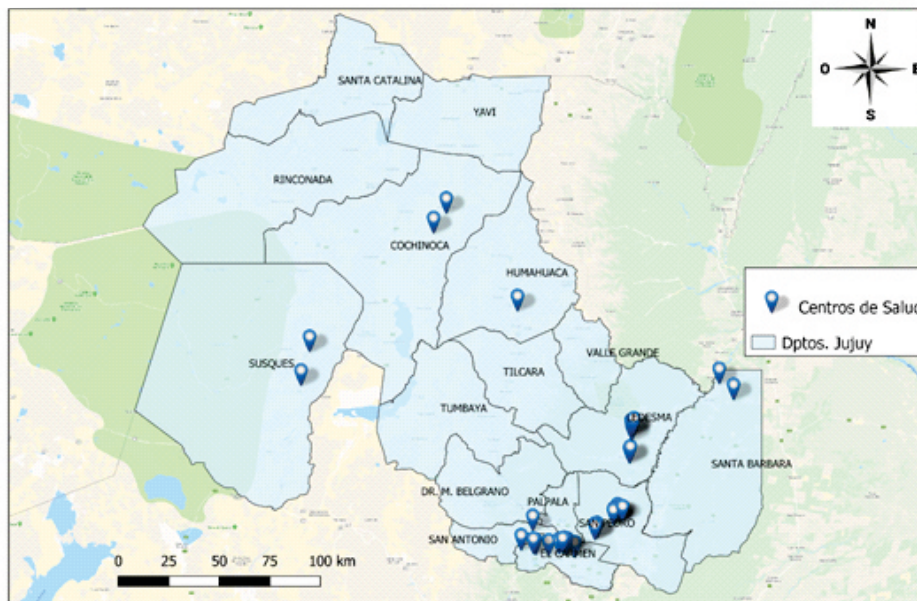 N
O
E
S
SANTA CATALINA
YAVI
RINCONADA
COCHINOCA
HUMAHUACA
Centros de Salud
Dptos. Jujuy
VALLE GRANDE
SUSQUES
TILCARA
TUMBAYA
LEDESMA
SANTA BARBARA
DR. M. BELGRANO
PALPALA
SAN PEDRO
SAN ANTONIO
EL CARMEN
0 25 50 75 100 km